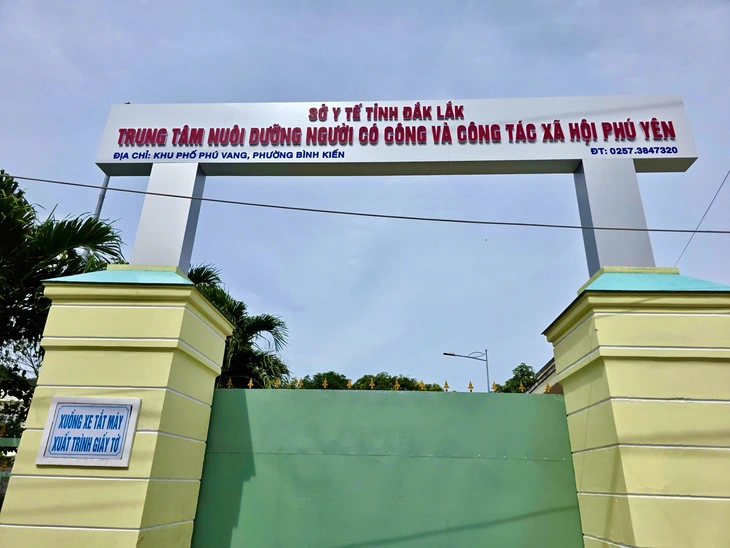 SỞ Y TẾ TỈNH ĐẮK LẮK
TRUNG TÂM NUÔI DƯỠNG NGƯỜI CÓ CÔNG VÀ CÔNG TÁC XÃ HỘI PHÚ YÊN
ĐỊA CHỈ: KHU PHỐ PHÚ VANG, PHƯỜNG BÌNH KIẾN ĐT: 0257.3847320
XUỐNG XE TẮT MÁY
XUẤT TRÌNH GIẤY TỜ